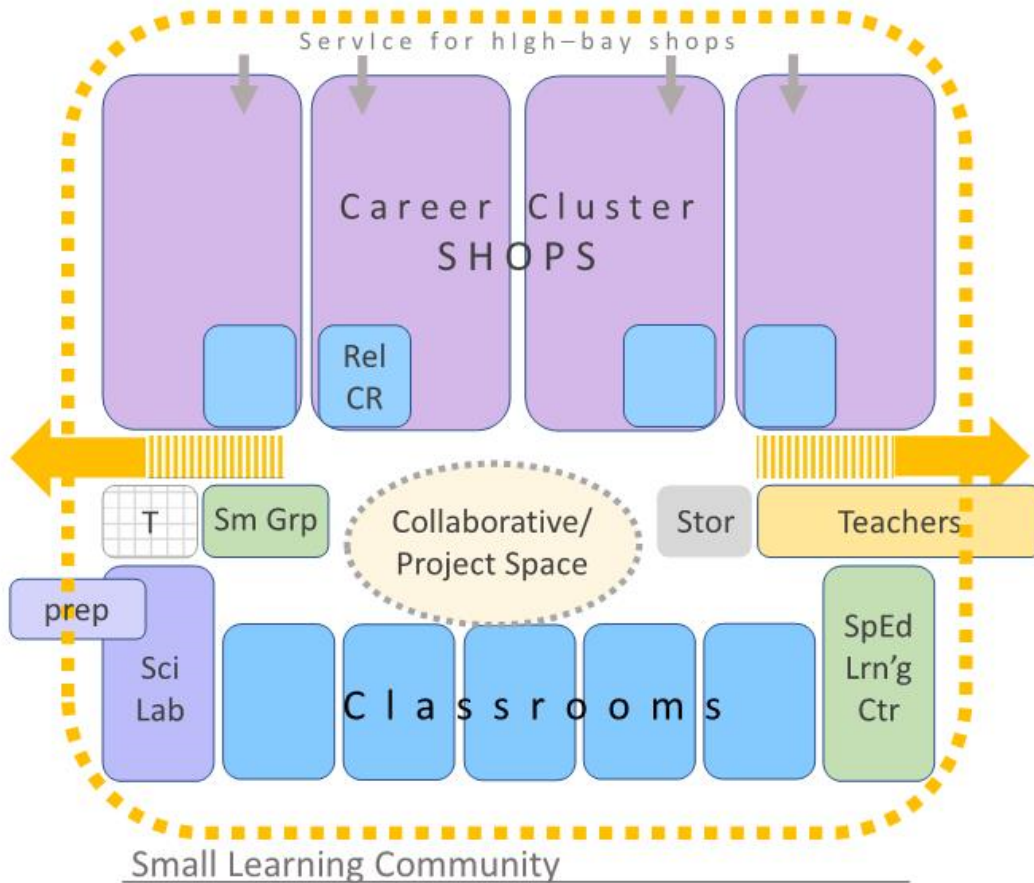 Service for high–bay shops
Career Cluster
SHOPS
Rel
CR
T
Sm Grp
Collaborative/
Project Space
Stor
Teachers
prep
Sci
Lab
Classrooms
SpEd
Lrn'g
Ctr
Small Learning Community